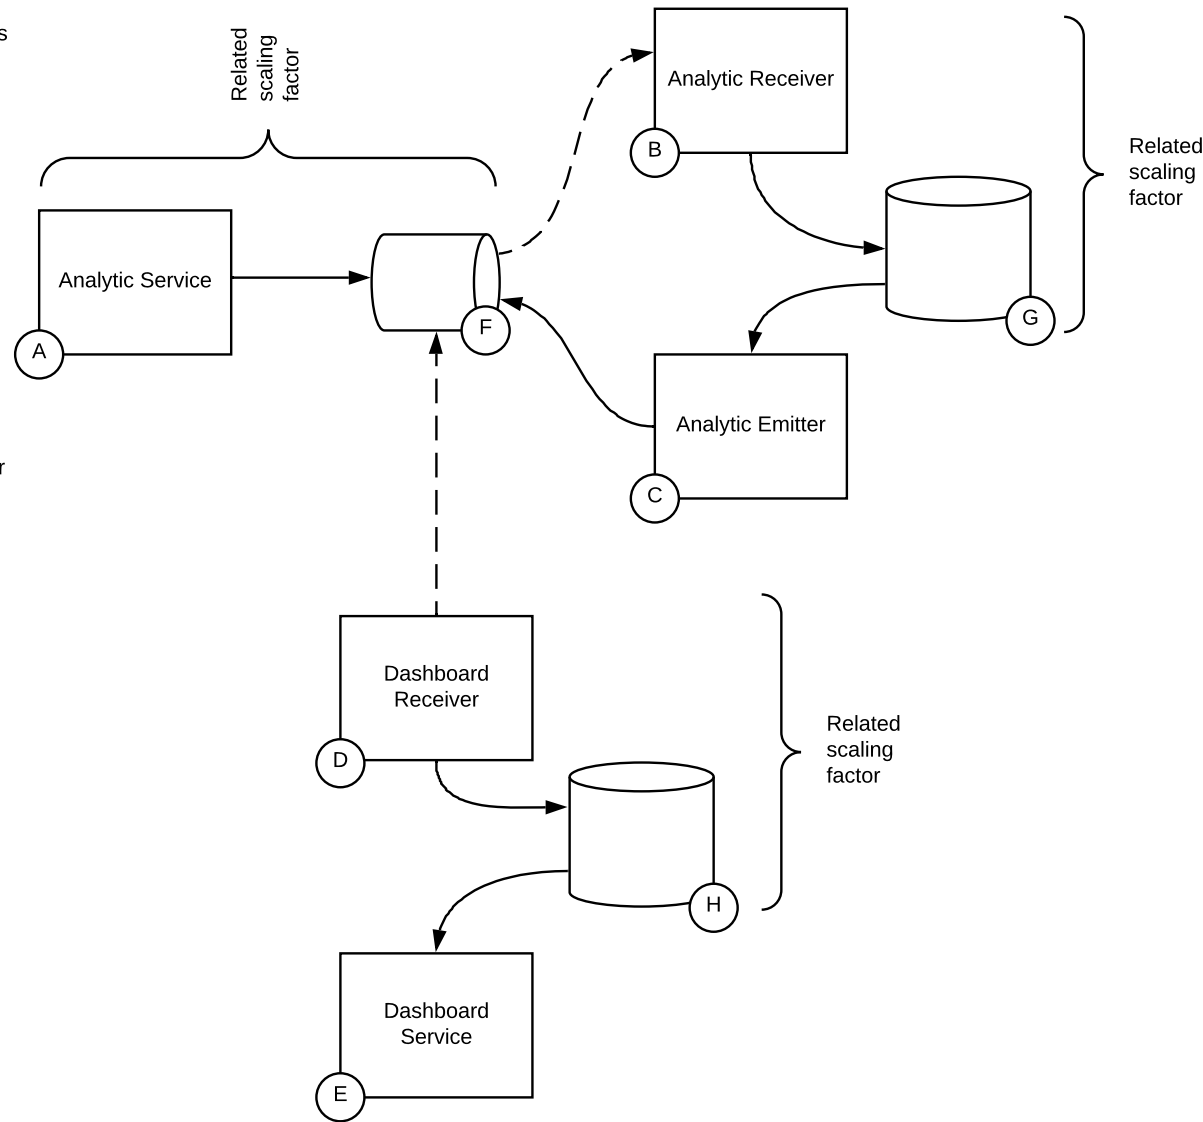 s
Related
scaling
factor
Analytic Receiver
B
Related
scaling
factor
Analytic Service
A
F
G
Analytic Emitter
C
r
Dashboard
Receiver
D
Related
scaling
factor
H
Dashboard
Service
E